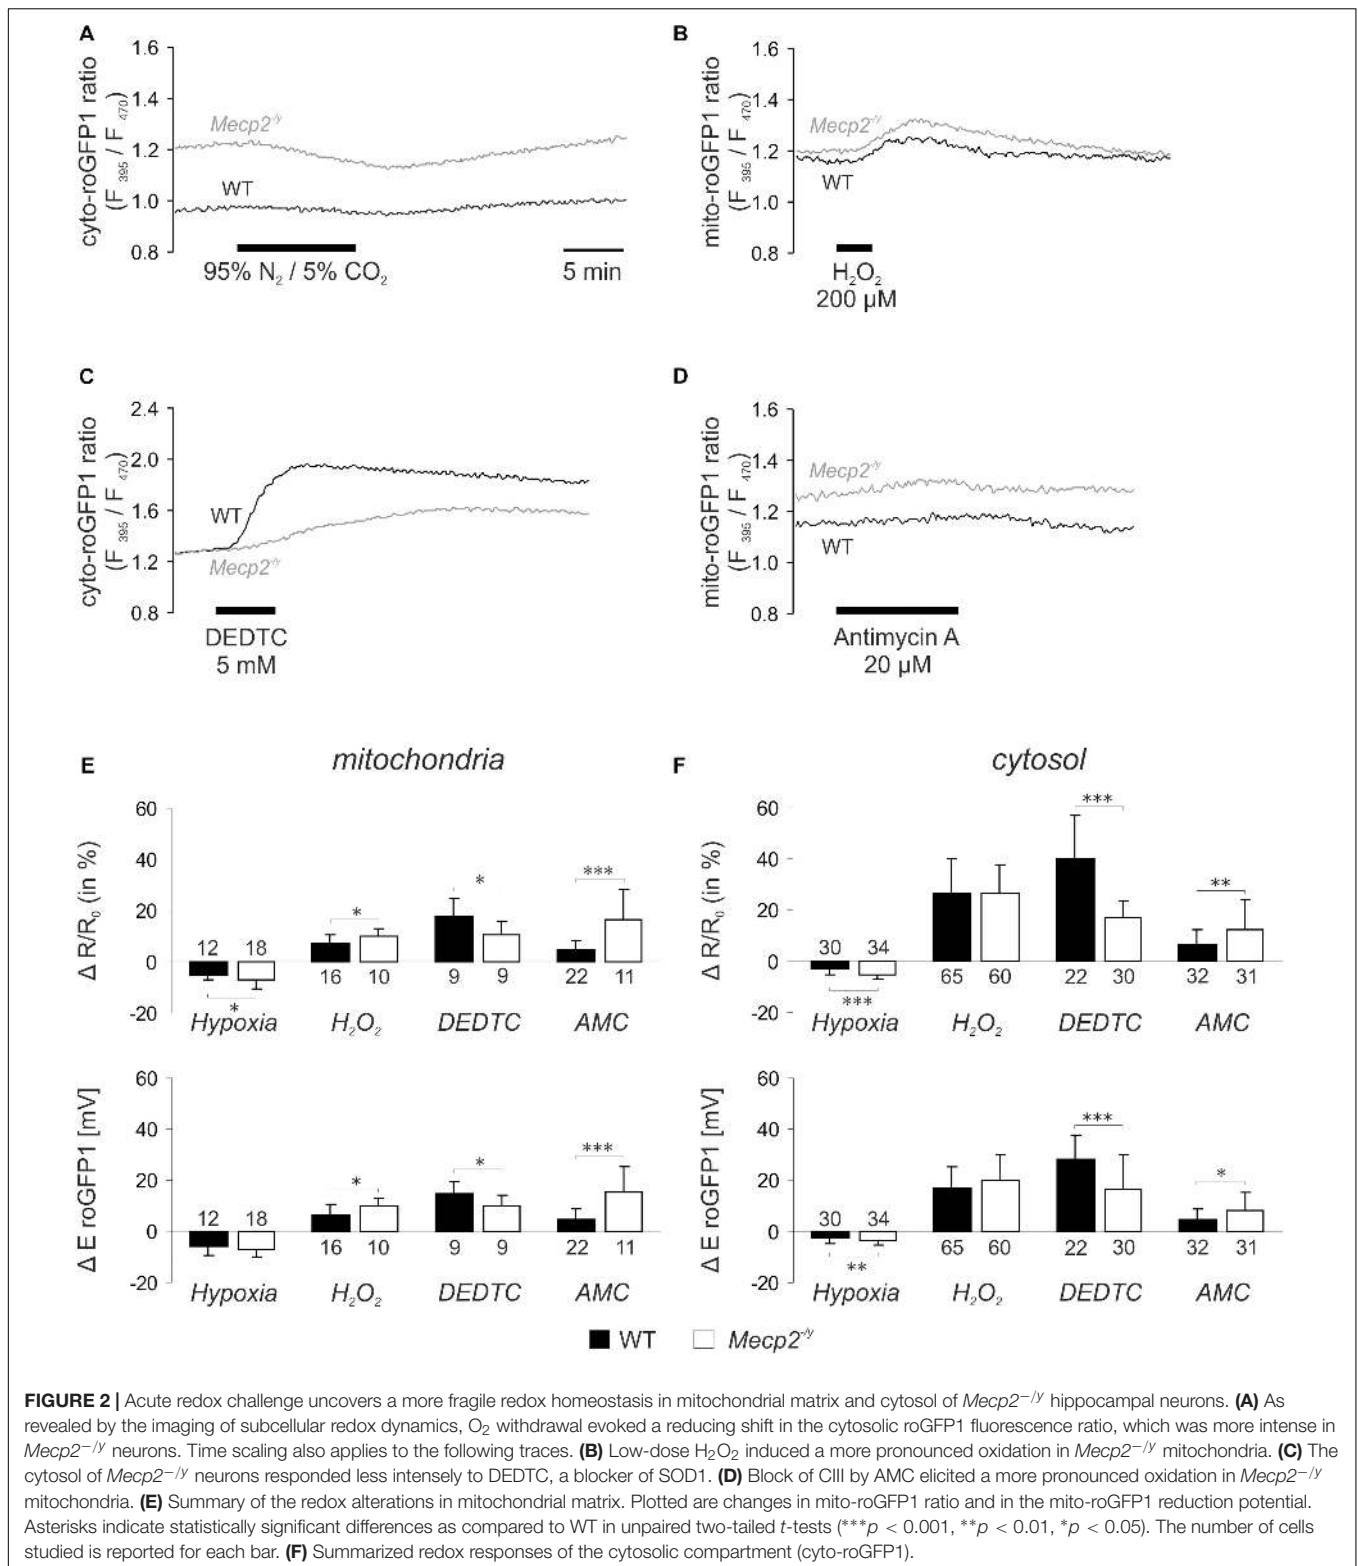 A
1.6
1.4
1.2
1.0
0.8
cyto-roGFP1 ratio
(F 395 / F 470)
Mecp2-/y
WT
95% N2 / 5% CO2
5 min
B
1.6
1.4
1.2
1.0
0.8
mito-roGFP1 ratio
(F 395 / F 470)
Mecp2-/y
WT
H2O2
200 µM
C
2.4
2.0
1.6
1.2
0.8
cyto-roGFP1 ratio
(F 395 / F 470)
WT
Mecp2-/y
DEDTC
5 mM
D
1.6
1.4
1.2
1.0
0.8
mito-roGFP1 ratio
(F 395 / F 470)
Mecp2-/y
WT
Antimycin A
20 µM
E
mitochondria
60
40
20
0
-20
Δ R/R0 (in %)
* * ***
12 18
16 10 9 9 22 11
*
Hypoxia H2O2 DEDTC AMC
60
40
20
0
-20
Δ E roGFP1 [mV]
* * ***
12 18
16 10 9 9 22 11
Hypoxia H2O2 DEDTC AMC
F
cytosol
60
40
20
0
-20
Δ R/R0 (in %)
*** **
30 34
65 60 22 30 32 31
***
Hypoxia H2O2 DEDTC AMC
60
40
20
0
-20
Δ E roGFP1 [mV]
*** *
30 34
65 60 22 30 32 31
**
Hypoxia H2O2 DEDTC AMC
WT Mecp2-/y
FIGURE 2 | Acute redox challenge uncovers a more fragile redox homeostasis in mitochondrial matrix and cytosol of Mecp2−/y hippocampal neurons. (A) As
revealed by the imaging of subcellular redox dynamics, O2 withdrawal evoked a reducing shift in the cytosolic roGFP1 fluorescence ratio, which was more intense in
Mecp2−/y neurons. Time scaling also applies to the following traces. (B) Low-dose H2O2 induced a more pronounced oxidation in Mecp2−/y mitochondria. (C) The
cytosol of Mecp2−/y neurons responded less intensely to DEDTC, a blocker of SOD1. (D) Block of CIII by AMC elicited a more pronounced oxidation in Mecp2−/y
mitochondria. (E) Summary of the redox alterations in mitochondrial matrix. Plotted are changes in mito-roGFP1 ratio and in the mito-roGFP1 reduction potential.
Asterisks indicate statistically significant differences as compared to WT in unpaired two-tailed t-tests (***p < 0.001, **p < 0.01, *p < 0.05). The number of cells
studied is reported for each bar. (F) Summarized redox responses of the cytosolic compartment (cyto-roGFP1).